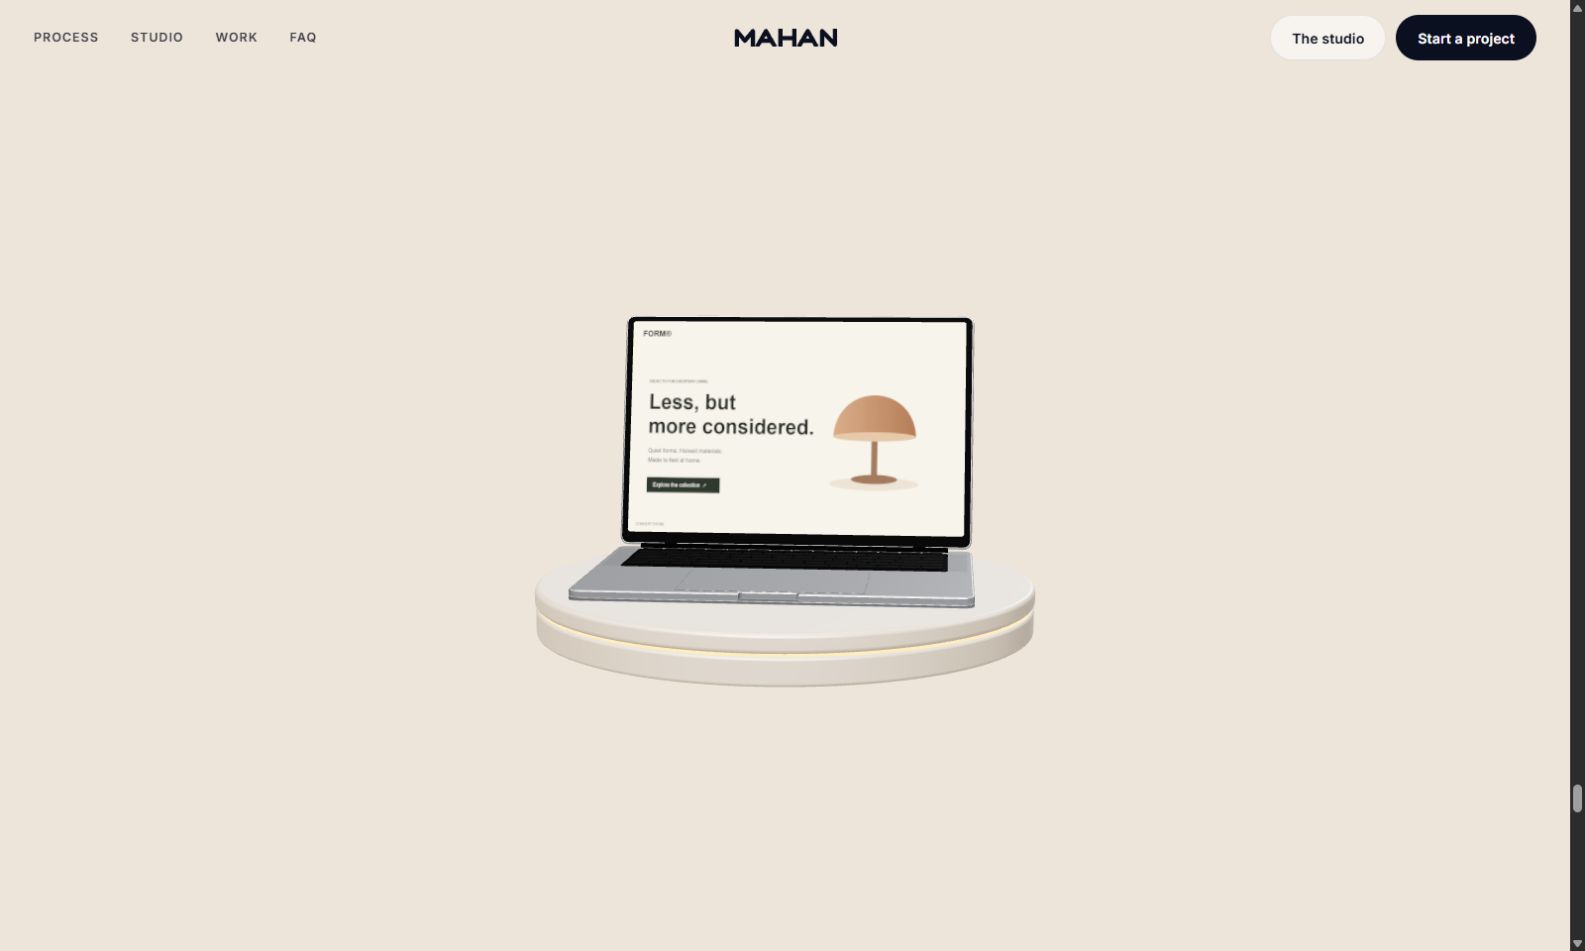 PROCESS
STUDIO
WORK
FAQ
MAHAN
The studio
Start a project
FORM®
Less, but
more considered.
Quiet forms. Honest materials.
Made to feel at home.
Explore the collection ↗